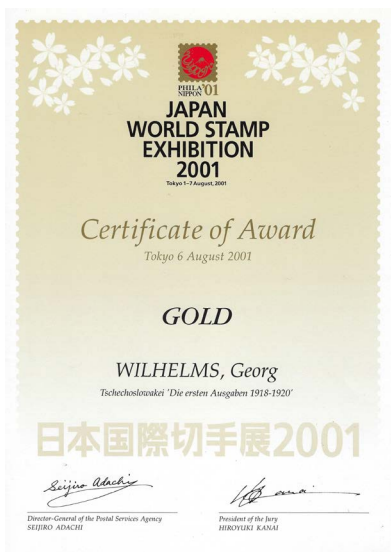 PHILA
NIPPON '01
JAPAN
WORLD STAMP
EXHIBITION
2001
Tokyo 1-7 August, 2001
Certificate of Award
Tokyo 6 August 2001
GOLD
WILHELMS, Georg
Tschechoslowakei 'Die ersten Ausgaben 1918-1920'
日本国際切手展2001
Seijiro Adachi
Director-General of the Postal Services Agency
SEIJIRO ADACHI
President of the Jury
HIROYUKI KANAI